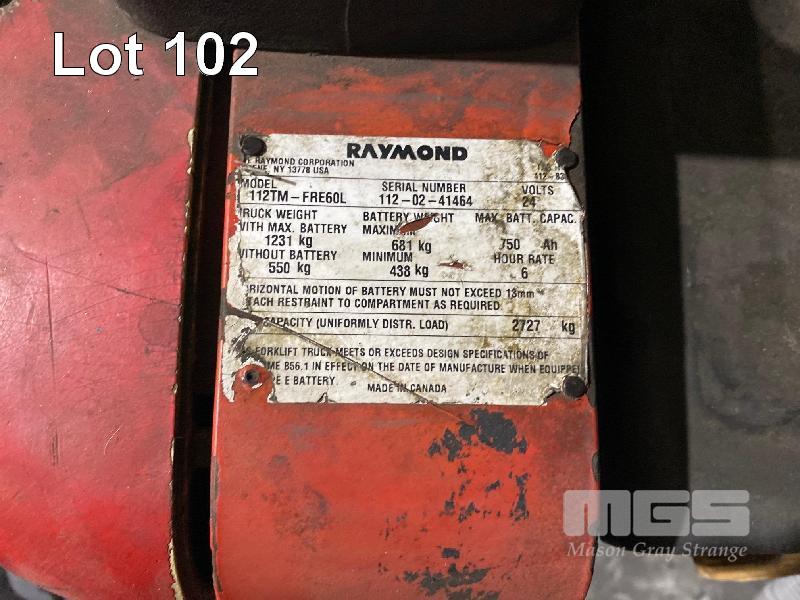 Lot 102
RAYMOND
RAYMOND CORPORATION
NY 13778 USA
MODEL SERIAL NUMBER VOLTS
112TM-FRE60L 112-02-41464 24
RUCK WEIGHT BATTERY WEIGHT MAX. BATT. CAPAC.
WITH MAX. BATTERY MAXIM
1231 kg 681 kg 750 Ah
WITHOUT BATTERY MINIMUM HOUR RATE
550 kg 438 kg 6
RIZONTAL MOTION OF BATTERY MUST NOT EXCEED 13mm
TACH RESTRAINT TO COMPARTMENT AS REQUIRED.
CAPACITY (UNIFORMLY DISTR. LOAD) 2727 kg
FORKLIFT TRUCK MEETS OR EXCEEDS DESIGN SPECIFICATIONS OF
ME B56.1 IN EFFECT ON THE DATE OF MANUFACTURE WHEN EQUIPPE
E BATTERY.
MADE IN CANADA
MGS
Mason Gray Strange